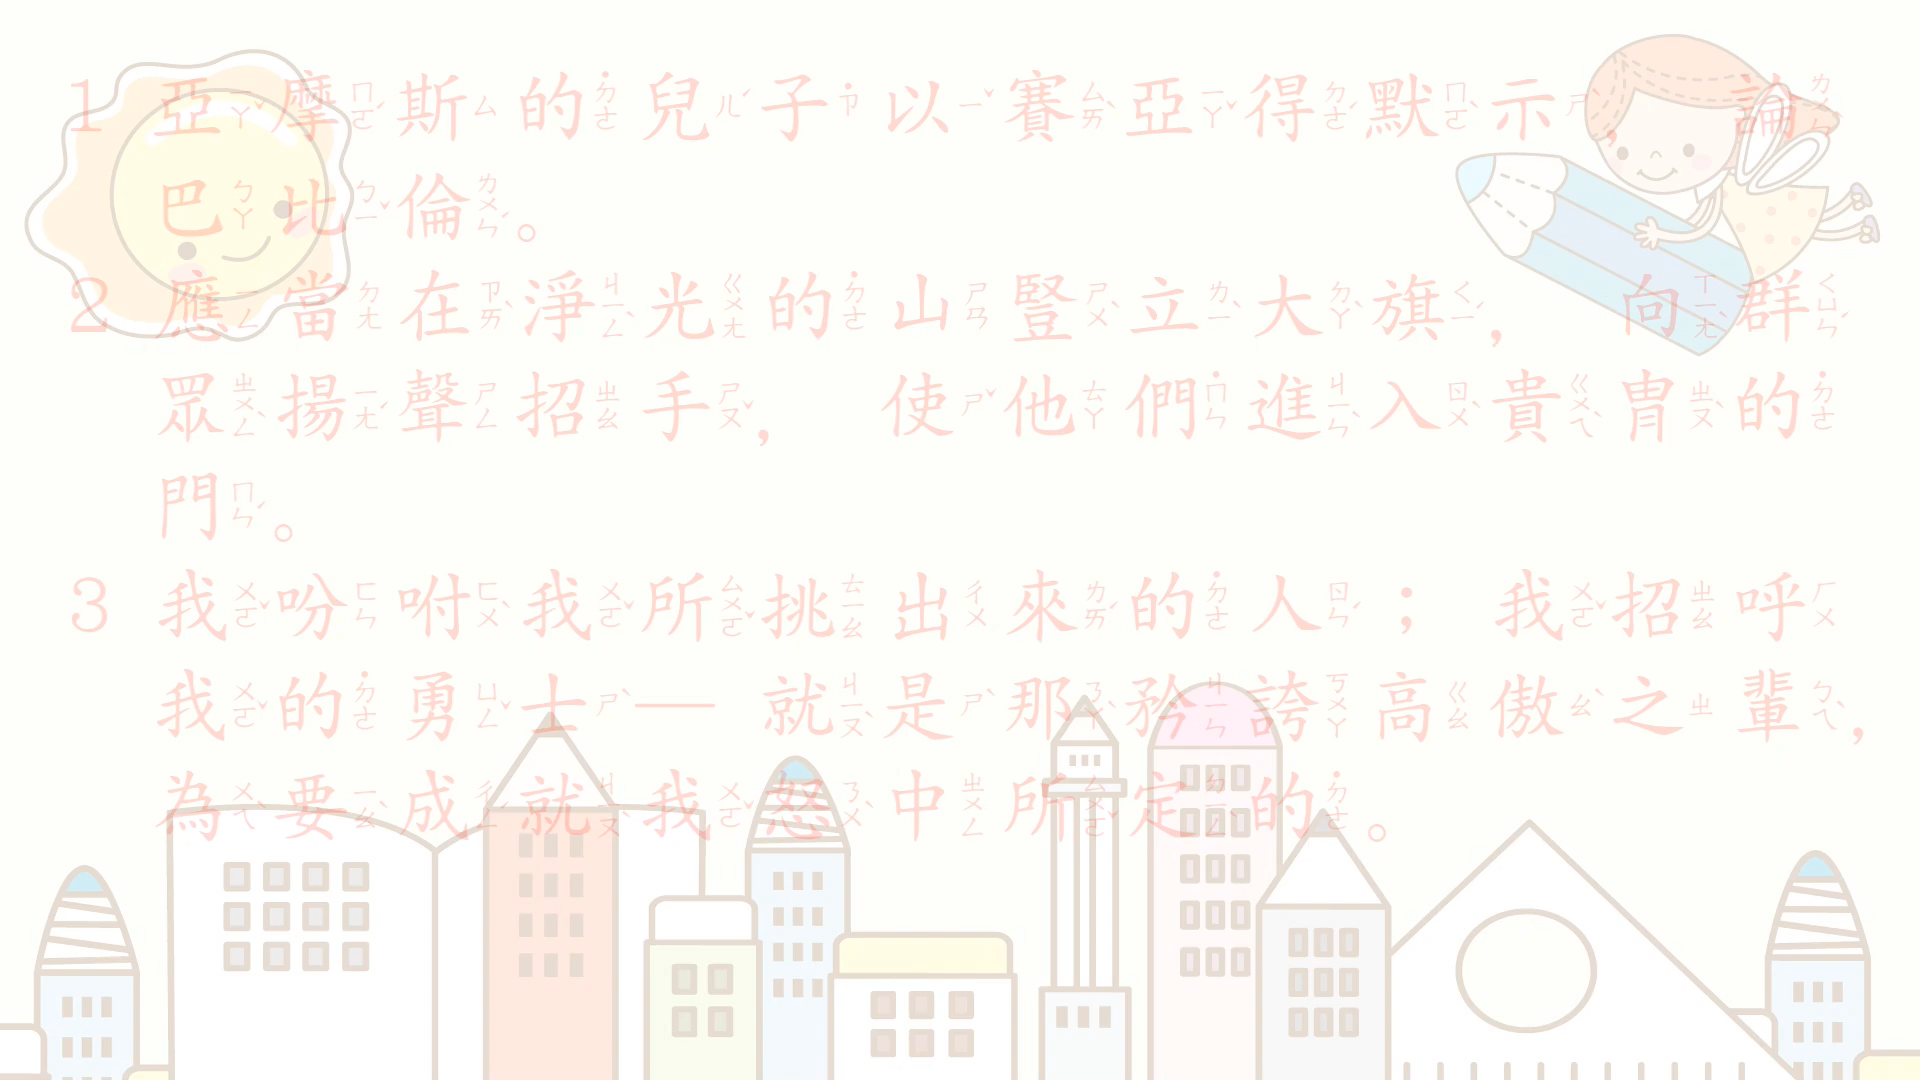 1 亞摩斯的兒子以賽亞得默示，論
巴比倫。
2 應當在淨光的山豎立大旗，向群
眾揚聲招手，使他們進入貴冑的
門。
3 我吩咐我所挑出來的人；我招呼
我的勇士—就是那矜誇高傲之輩，
為要成就我怒中所定的。